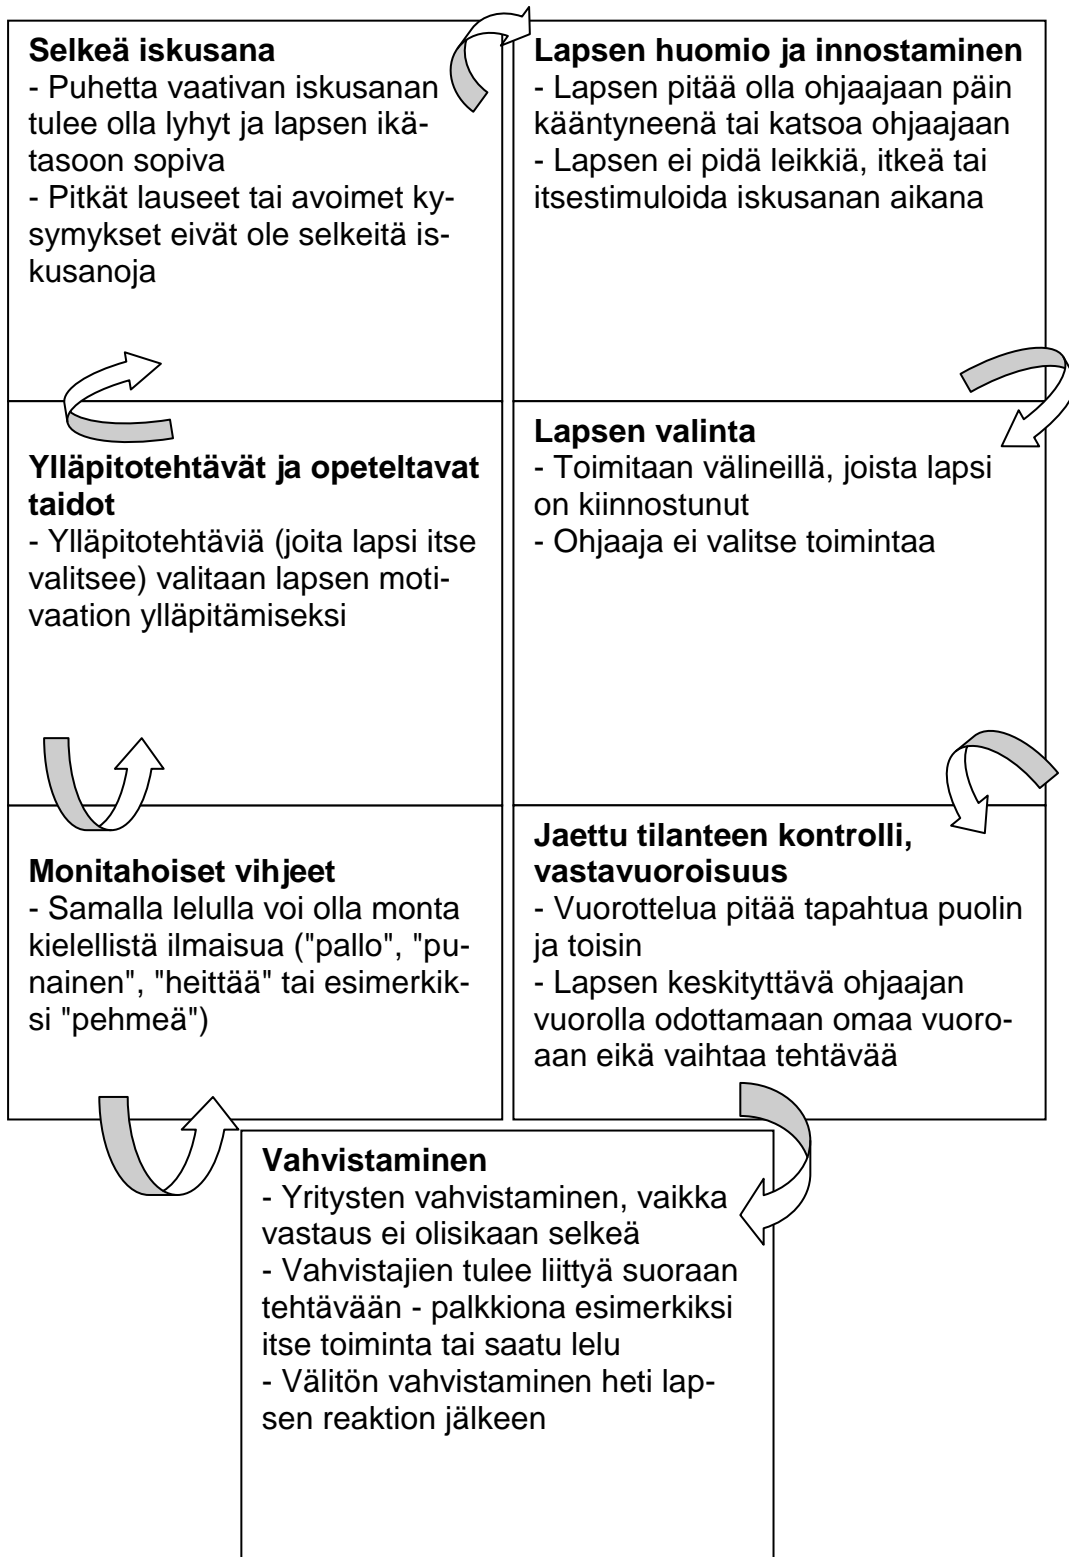 Selkeä iskusana
- Puhetta vaativan iskusanan
tulee olla lyhyt ja lapsen ikä-
tasoon sopiva
- Pitkät lauseet tai avoimet ky-
symykset eivät ole selkeitä is-
kusanoja
Lapsen huomio ja innostaminen
- Lapsen pitää olla ohjaajaan päin
kääntyneenä tai katsoa ohjaajaan
- Lapsen ei pidä leikkiä, itkeä tai
itsestimuloida iskusanan aikana
Ylläpitotehtävät ja opeteltavat
taidot
- Ylläpitotehtäviä (joita lapsi itse
valitsee) valitaan lapsen moti-
vaation ylläpitämiseksi
Lapsen valinta
- Toimitaan välineillä, joista lapsi
on kiinnostunut
- Ohjaaja ei valitse toimintaa
Monitahoiset vihjeet
- Samalla lelulla voi olla monta
kielellistä ilmaisua ("pallo", "pu-
nainen", "heittää" tai esimerkik-
si "pehmeä")
Jaettu tilanteen kontrolli,
vastavuoroisuus
- Vuorottelua pitää tapahtua puolin
ja toisin
- Lapsen keskityttävä ohjaajan
vuorolla odottamaan omaa vuoro-
aan eikä vaihtaa tehtävää
Vahvistaminen
- Yritysten vahvistaminen, vaikka
vastaus ei olisikaan selkeä
- Vahvistajien tulee liittyä suoraan
tehtävään - palkkiona esimerkiksi
itse toiminta tai saatu lelu
- Välitön vahvistaminen heti lap-
sen reaktion jälkeen